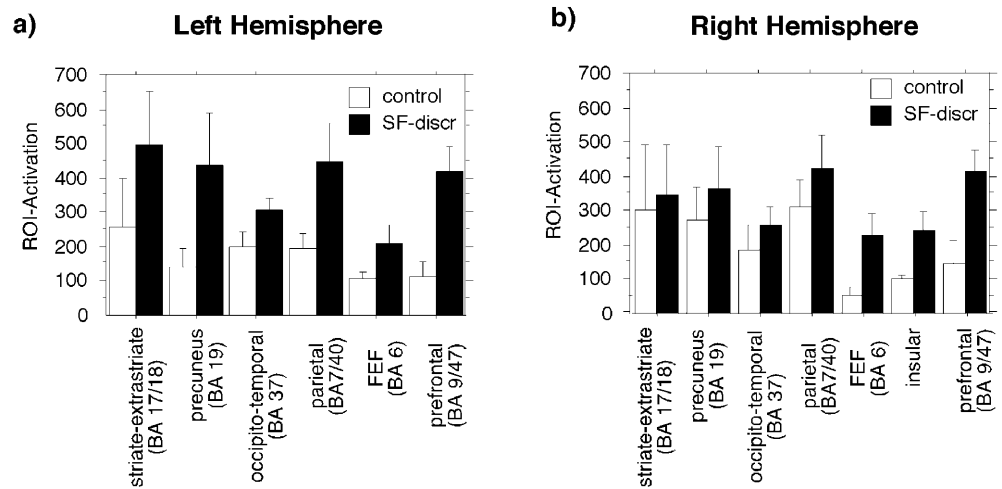 a)
Left Hemisphere
ROI-Activation
700
600
500
400
300
200
100
0
control
SF-discr
striate-extrastriate
(BA 17/18)
precuneus
(BA 19)
occipito-temporal
(BA 37)
parietal
(BA7/40)
FEF
(BA 6)
prefrontal
(BA 9/47)
b)
Right Hemisphere
ROI-Activation
700
600
500
400
300
200
100
0
control
SF-discr
striate-extrastriate
(BA 17/18)
precuneus
(BA 19)
occipito-temporal
(BA 37)
parietal
(BA7/40)
FEF
(BA 6)
insular
prefrontal
(BA 9/47)